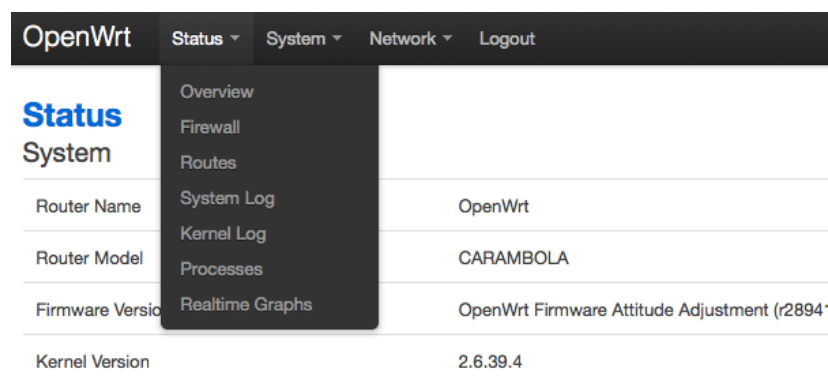 OpenWrt Status System Network Logout
Overview
Firewall
Routes
System Log
Kernel Log
Processes
Realtime Graphs
Status
System
Router Name OpenWrt
Router Model CARAMBOLA
Firmware Versio OpenWrt Firmware Attitude Adjustment (r28941
Kernel Version 2.6.39.4